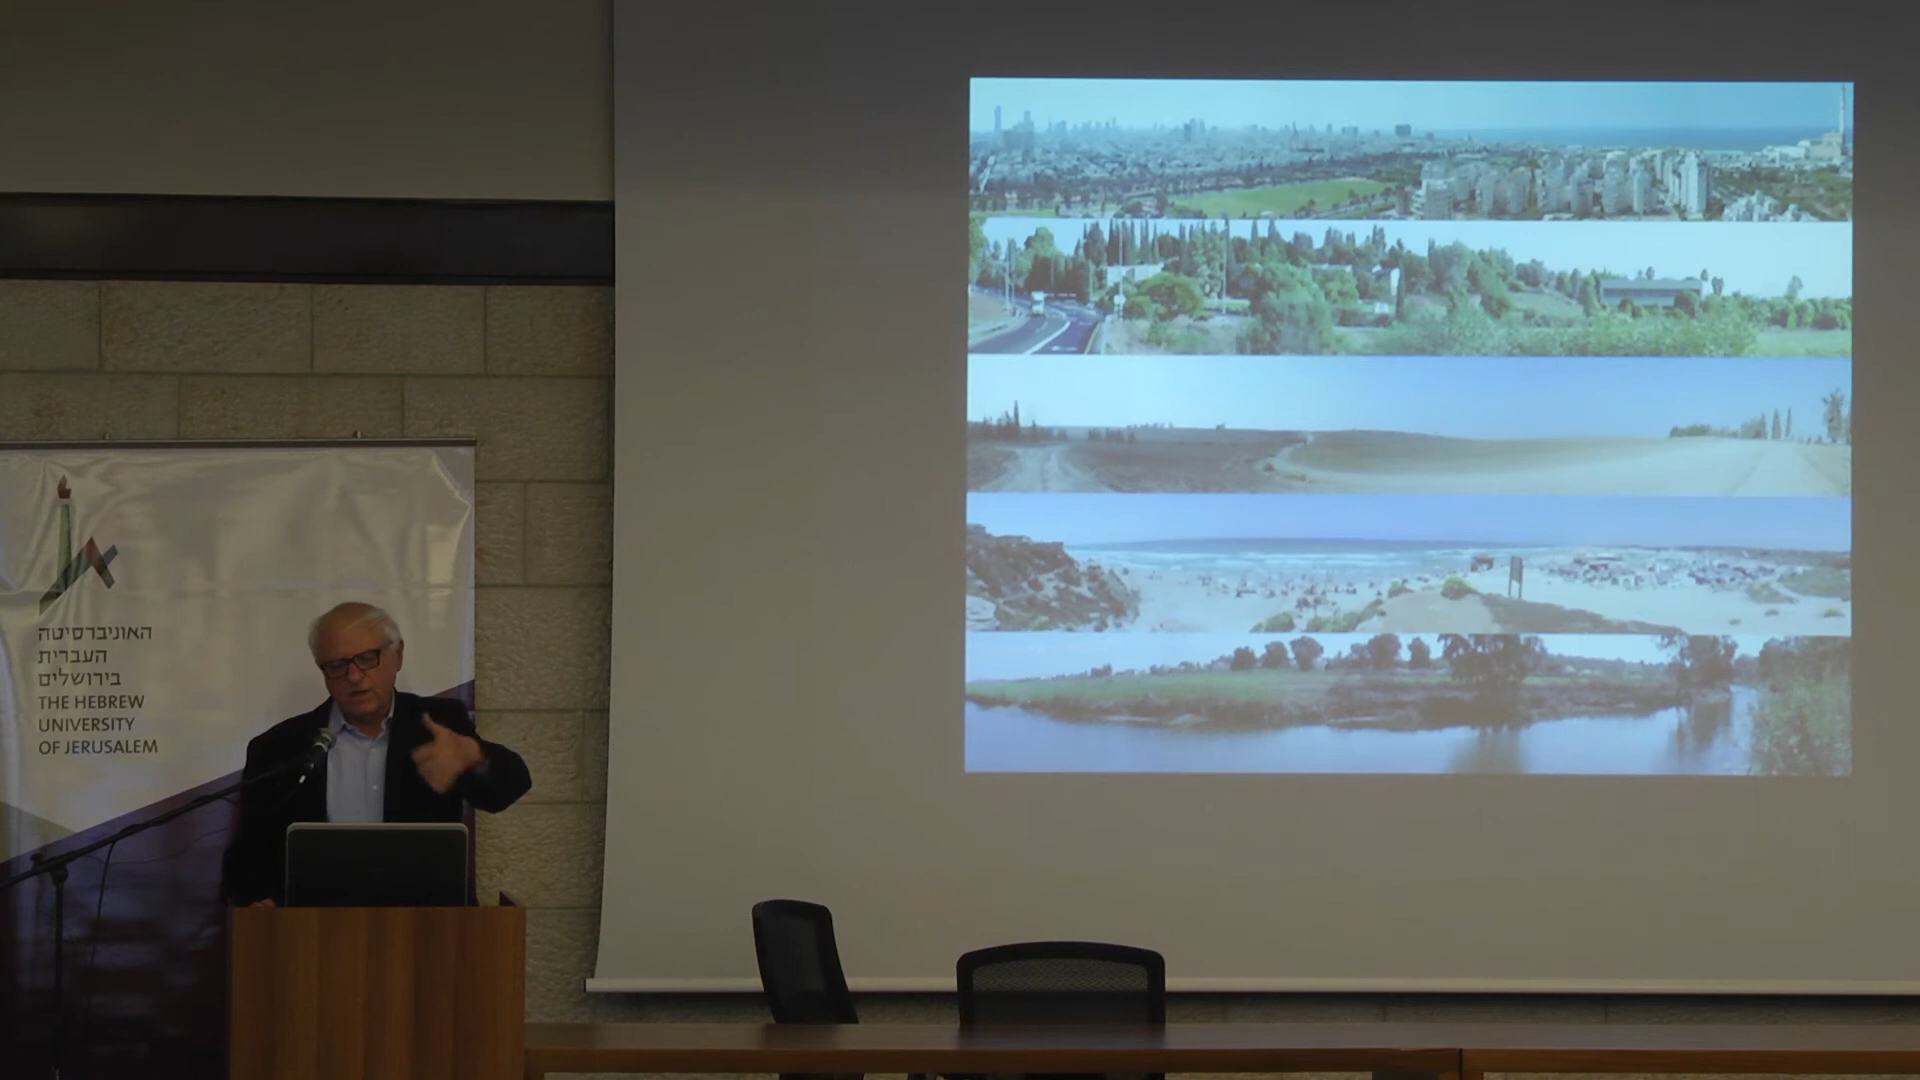 האוניברסיטה
העברית
בירושלים
THE HEBREW
UNIVERSITY
OF JERUSALEM